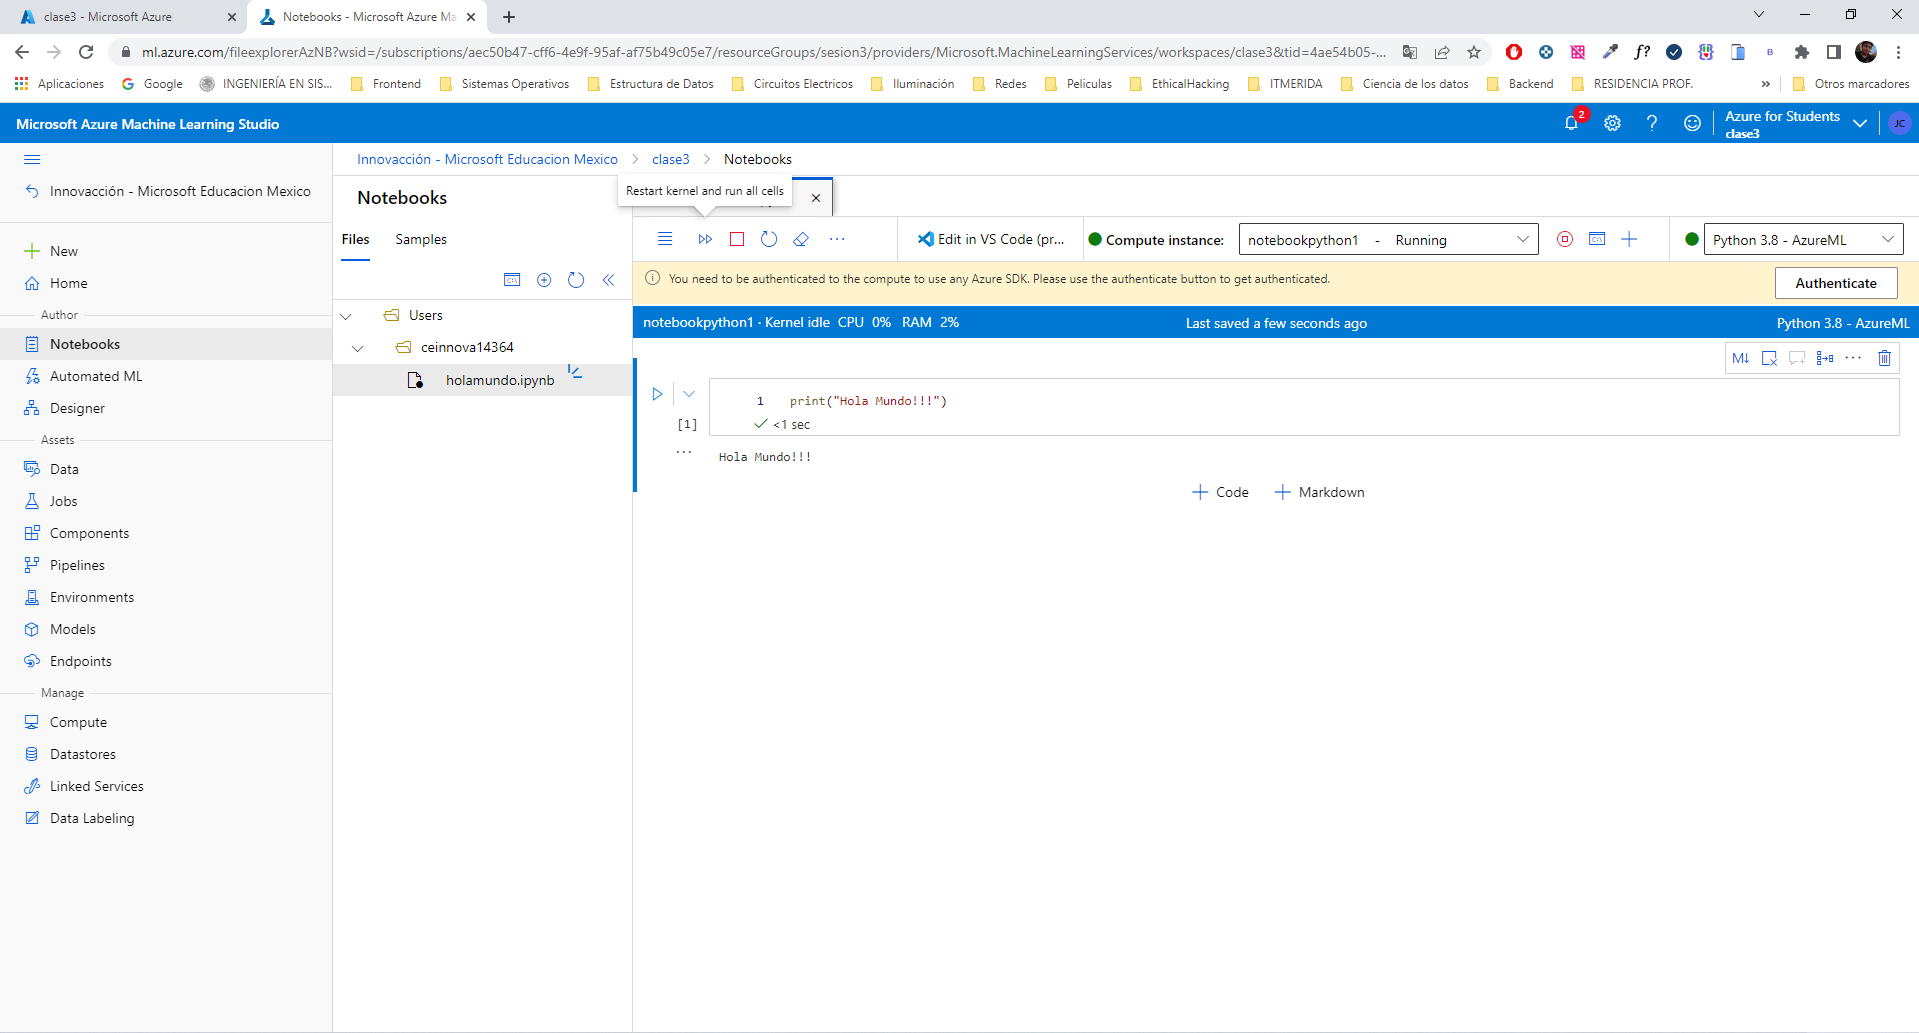 clase3 - Microsoft Azure
Notebooks - Microsoft Azure Ma
ml.azure.com/fileexplorerAzNB?wsid=/subscriptions/aec50b47-cff6-4e9f-95af-af75b49c05e7/resourceGroups/sesion3/providers/Microsoft.MachineLearningServices/workspaces/clase3&tid=4ae54b05-...
f?
B
Aplicaciones
Google
INGENIERÍA EN SIS...
Frontend
Sistemas Operativos
Estructura de Datos
Circuitos Electricos
Iluminación
Redes
Peliculas
EthicalHacking
ITMERIDA
Ciencia de los datos
Backend
RESIDENCIA PROF.
»
Otros marcadores
Microsoft Azure Machine Learning Studio
2
?
Azure for Students
clase3
JC
Innovacción - Microsoft Educacion Mexico
New
Home
Author
Notebooks
Automated ML
Designer
Assets
Data
Jobs
Components
Pipelines
Environments
Models
Endpoints
Manage
Compute
Datastores
Linked Services
Data Labeling
Innovacción - Microsoft Educacion Mexico > clase3 > Notebooks
Notebooks
Files
Samples
Users
ceinnova14364
holamundo.ipynb
Restart kernel and run all cells
···
Edit in VS Code (pr...
Compute instance:
notebookpython1 - Running
Python 3.8 - AzureML
You need to be authenticated to the compute to use any Azure SDK. Please use the authenticate button to get authenticated.
Authenticate
notebookpython1 · Kernel idle CPU 0% RAM 2%
Last saved a few seconds ago
Python 3.8 - AzureML
M↓
···
1 print("Hola Mundo!!!")
[1]
<1 sec
···
Hola Mundo!!!
+ Code
+ Markdown